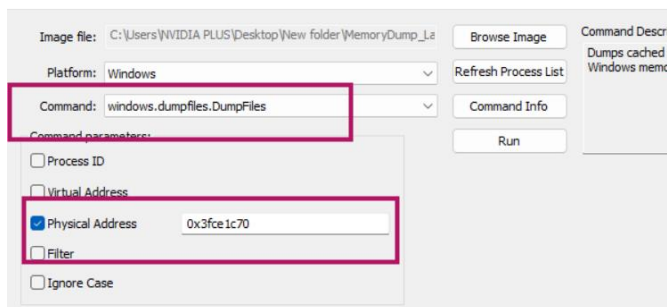 Image file: C:\Users\NVIDIA PLUS\Desktop\New folder\MemoryDump_La Browse Image Command Descr
Platform: Windows Refresh Process List Dumps cached
Windows memo
Command: windows.dumpfiles.DumpFiles Command Info
Command parameters: Run
Process ID
Virtual Address
Physical Address 0x3fce1c70
Filter
Ignore Case